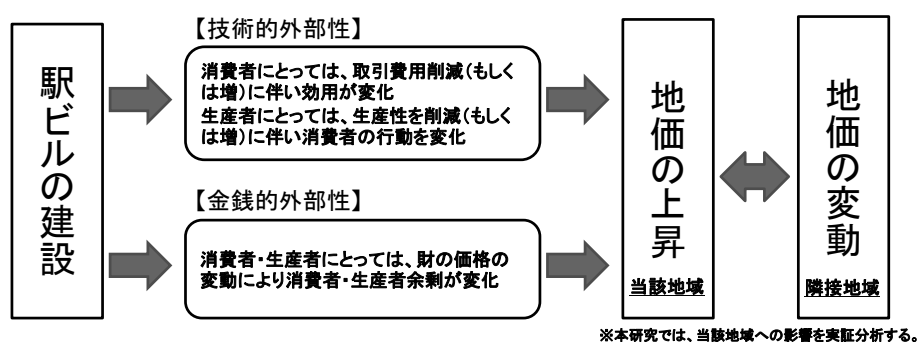 駅ビルの建設
【技術的外部性】
消費者にとっては、取引費用削減(もしく
は増)に伴い効用が変化
生産者にとっては、生産性を削減(もしく
は増)に伴い消費者の行動を変化
【金銭的外部性】
消費者・生産者にとっては、財の価格の
変動により消費者・生産者余剰が変化
地価の上昇
当該地域
地価の変動
隣接地域
※本研究では、当該地域への影響を実証分析する。